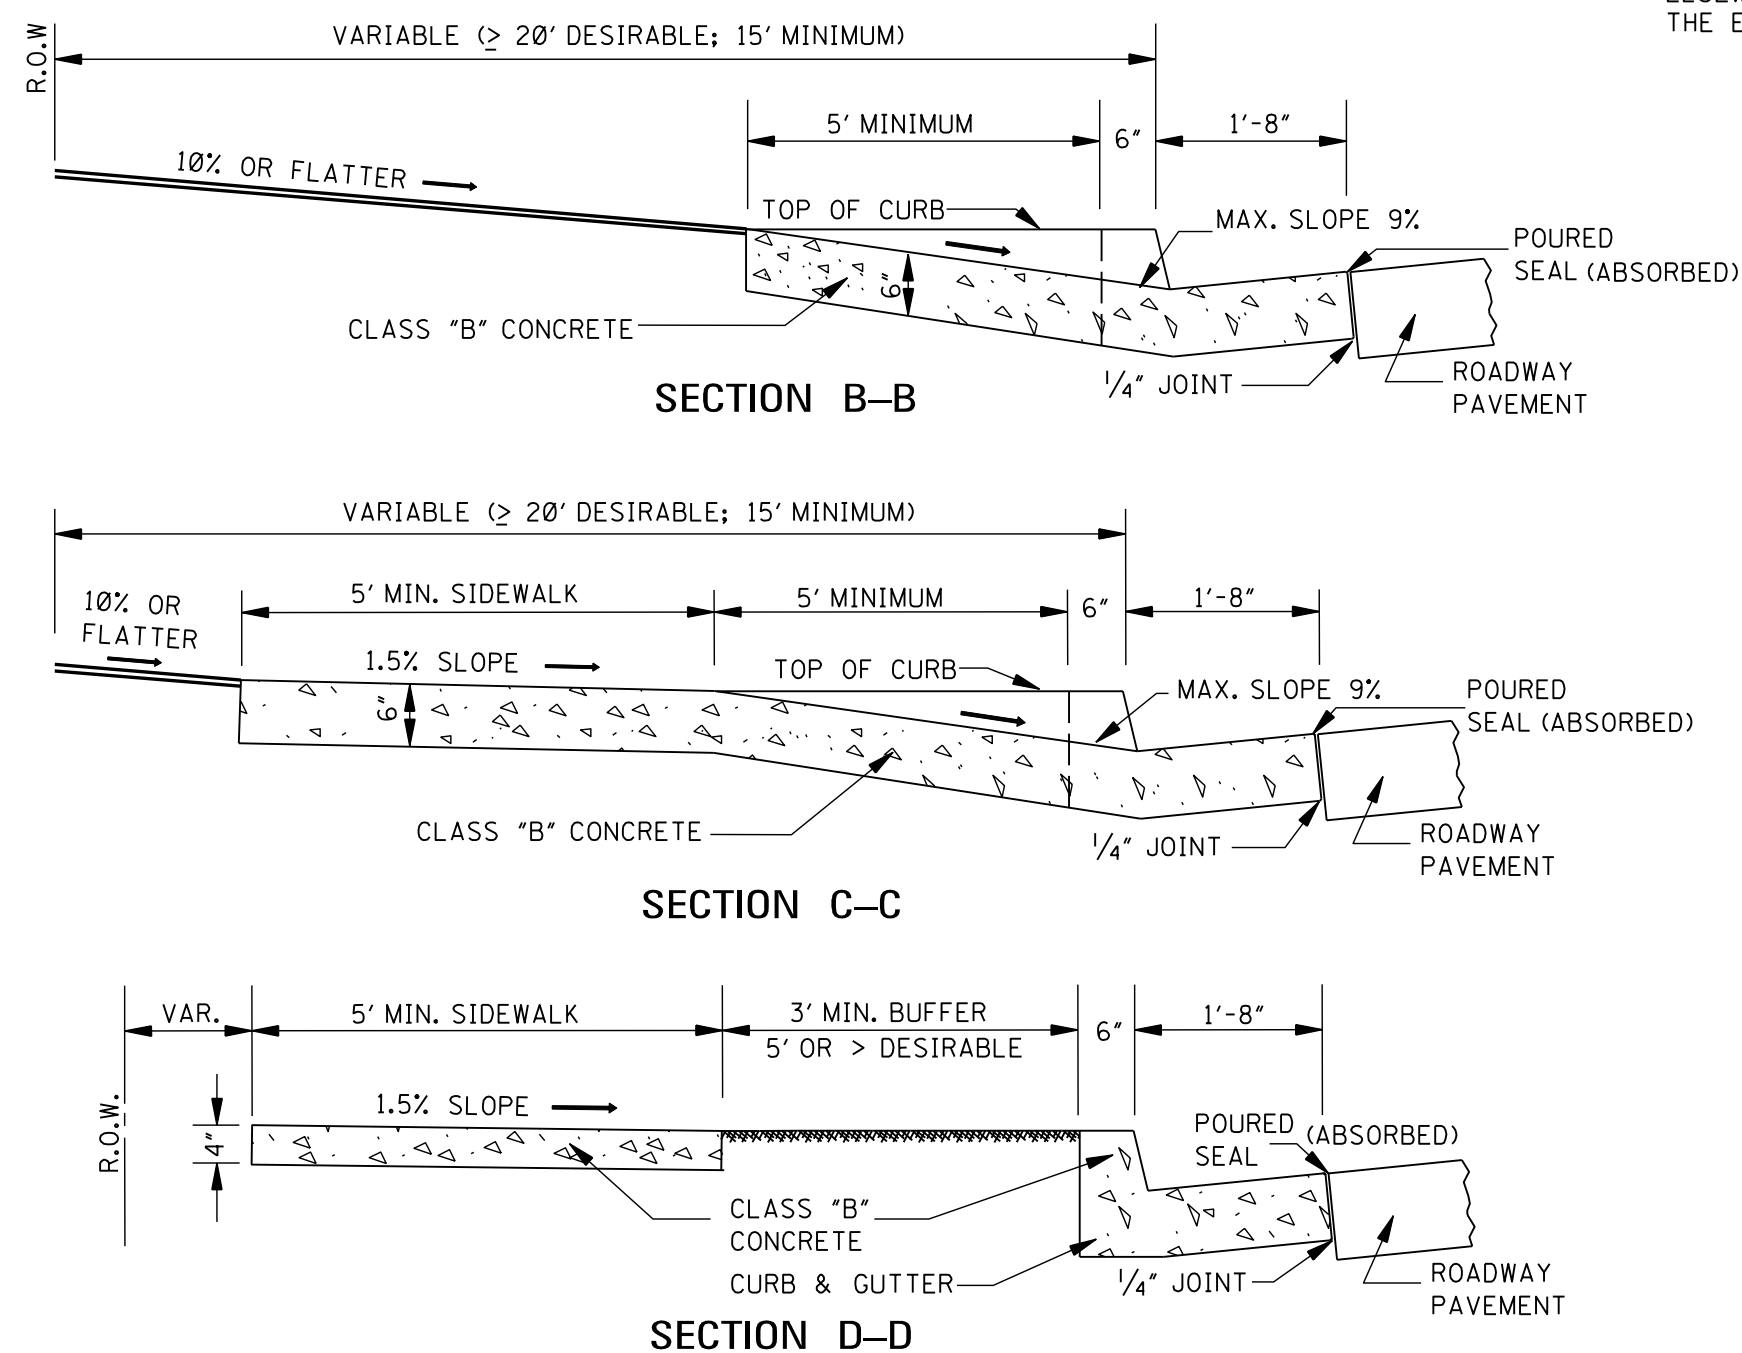 THE E
R.O.W
VARIABLE (≥ 20' DESIRABLE; 15' MINIMUM)
5' MINIMUM
6"
1'-8"
10% OR FLATTER
TOP OF CURB
MAX. SLOPE 9%
POURED
SEAL (ABSORBED)
6"
CLASS "B" CONCRETE
1/4" JOINT
ROADWAY
PAVEMENT
SECTION B–B
VARIABLE (≥ 20' DESIRABLE; 15' MINIMUM)
10% OR
FLATTER
5' MIN. SIDEWALK
5' MINIMUM
6"
1'-8"
1.5% SLOPE
TOP OF CURB
MAX. SLOPE 9%
POURED
SEAL (ABSORBED)
6"
CLASS "B" CONCRETE
1/4" JOINT
ROADWAY
PAVEMENT
SECTION C–C
VAR.
5' MIN. SIDEWALK
3' MIN. BUFFER
5' OR > DESIRABLE
6"
1'-8"
R.O.W.
4"
1.5% SLOPE
POURED
SEAL
(ABSORBED)
CLASS "B"
CONCRETE
CURB & GUTTER
1/4" JOINT
ROADWAY
PAVEMENT
SECTION D–D